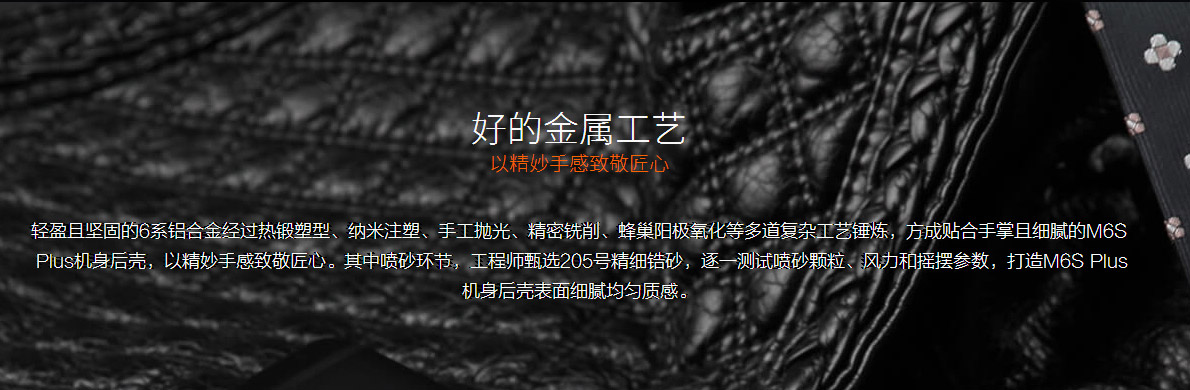 好的金属工艺
以精妙手感致敬匠心
轻盈且坚固的6系铝合金经过热锻塑型、纳米注塑、手工抛光、精密铣削、蜂巢阳极氧化等多道复杂工艺锤炼，方成贴合手掌且细腻的M6S
Plus机身后壳，以精妙手感致敬匠心。其中喷砂环节，工程师甄选205号精细锆砂，逐一测试喷砂颗粒、风力和摇摆参数，打造M6S Plus
机身后壳表面细腻均匀质感。